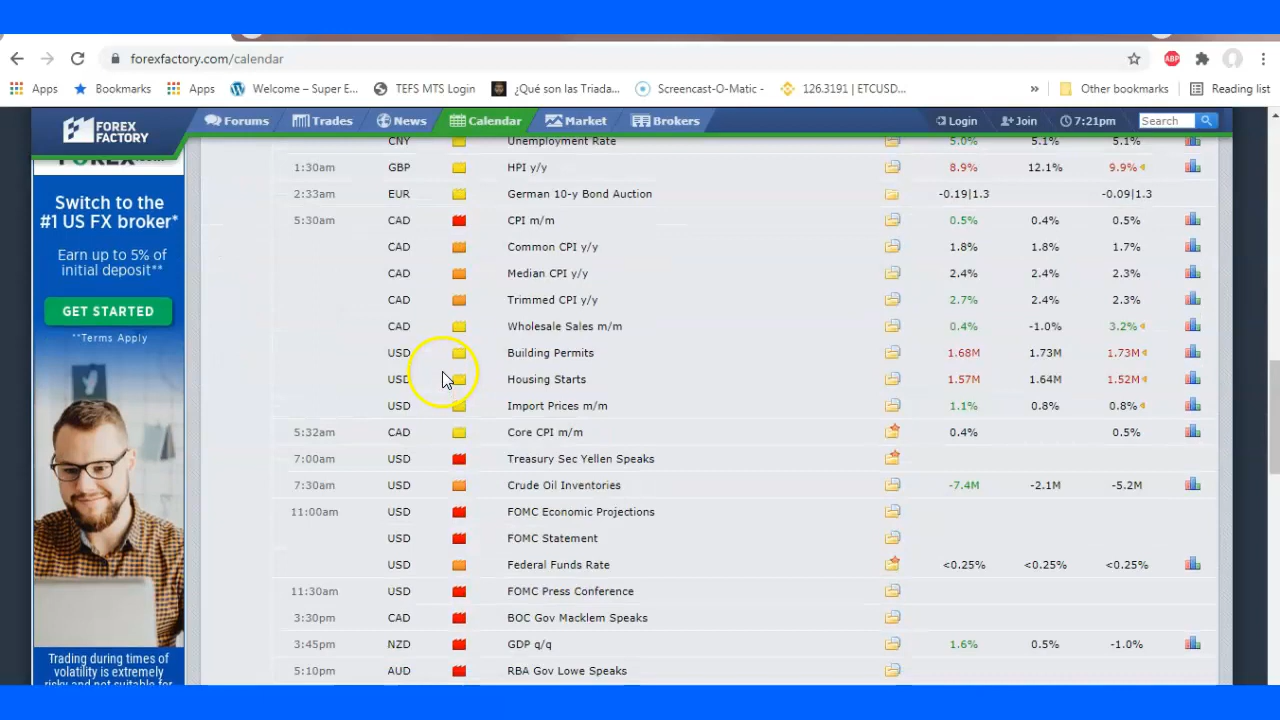 forexfactory.com/calendar
Apps Bookmarks Apps Welcome – Super E... TEFS MTS Login ¿Qué son las Triada... Screencast-O-Matic - 126.3191 | ETCUSD... » Other bookmarks Reading list
FOREX FACTORY Forums Trades News Calendar Market Brokers Login Join 7:21pm Search
Switch to the
#1 US FX broker*
Earn up to 5% of
initial deposit**
GET STARTED
**Terms Apply
Trading during times of
volatility is extremely
risky and not suitable for
CNY Unemployment Rate 5.0% 5.1% 5.1%
1:30am GBP HPI y/y 8.9% 12.1% 9.9%
2:33am EUR German 10-y Bond Auction -0.19|1.3 -0.09|1.3
5:30am CAD CPI m/m 0.5% 0.4% 0.5%
CAD Common CPI y/y 1.8% 1.8% 1.7%
CAD Median CPI y/y 2.4% 2.4% 2.3%
CAD Trimmed CPI y/y 2.7% 2.4% 2.3%
CAD Wholesale Sales m/m 0.4% -1.0% 3.2%
USD Building Permits 1.68M 1.73M 1.73M
USD Housing Starts 1.57M 1.64M 1.52M
USD Import Prices m/m 1.1% 0.8% 0.8%
5:32am CAD Core CPI m/m 0.4% 0.5%
7:00am USD Treasury Sec Yellen Speaks
7:30am USD Crude Oil Inventories -7.4M -2.1M -5.2M
11:00am USD FOMC Economic Projections
USD FOMC Statement
USD Federal Funds Rate <0.25% <0.25% <0.25%
11:30am USD FOMC Press Conference
3:30pm CAD BOC Gov Macklem Speaks
3:45pm NZD GDP q/q 1.6% 0.5% -1.0%
5:10pm AUD RBA Gov Lowe Speaks